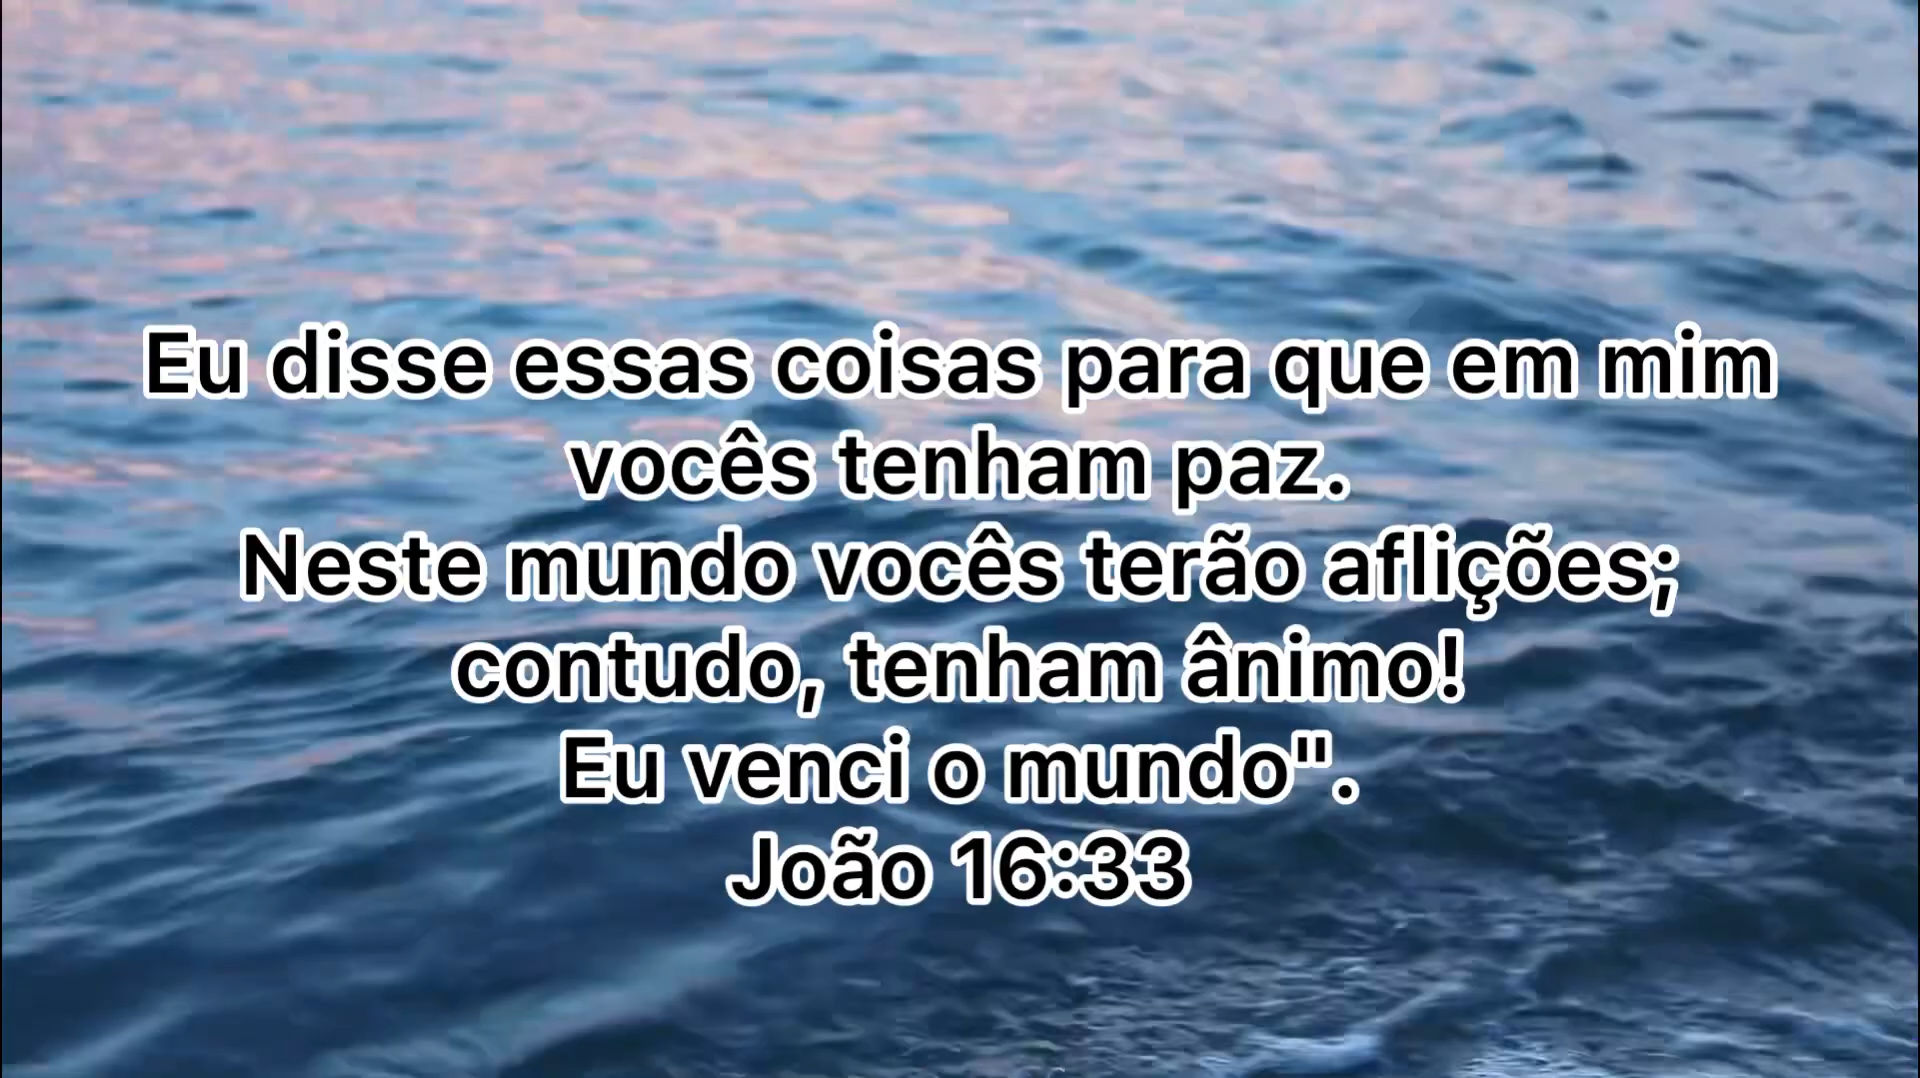 Eu disse essas coisas para que em mim
vocês tenham paz.
Neste mundo vocês terão aflições;
contudo, tenham ânimo!
Eu venci o mundo".
João 16:33